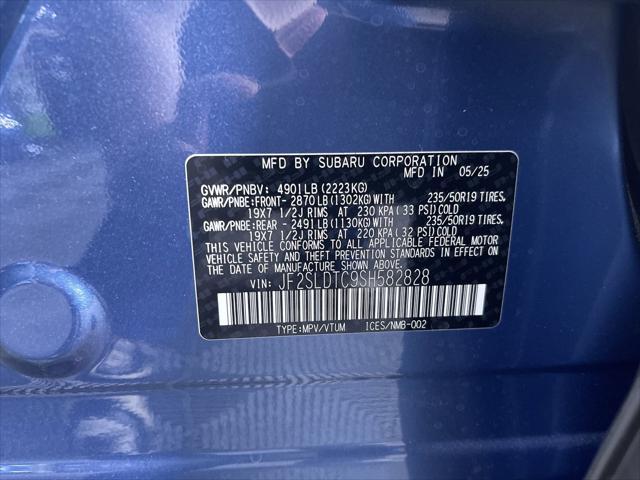 MFD BY SUBARU CORPORATION
MFD IN 05/25
GVWR/PNBV: 4901LB(2223KG)
GAWR/PNBE:FRONT- 2870LB(1302KG)WITH 235/50R19 TIRES,
19X7 1/2J RIMS AT 230 KPA(33 PSI)COLD
GAWR/PNBE:REAR - 2491LB(1130KG)WITH 235/50R19 TIRES,
19X7 1/2J RIMS AT 220 KPA(32 PSI)COLD
THIS VEHICLE CONFORMS TO ALL APPLICABLE FEDERAL MOTOR
VEHICLE SAFETY AND THEFT PREVENTION STANDARDS IN EFFECT ON
THE DATE OF MANUFACTURE SHOWN ABOVE.
VIN: JF2SLDTC9SH582828
TYPE:MPV/VTUM ICES/NMB-002